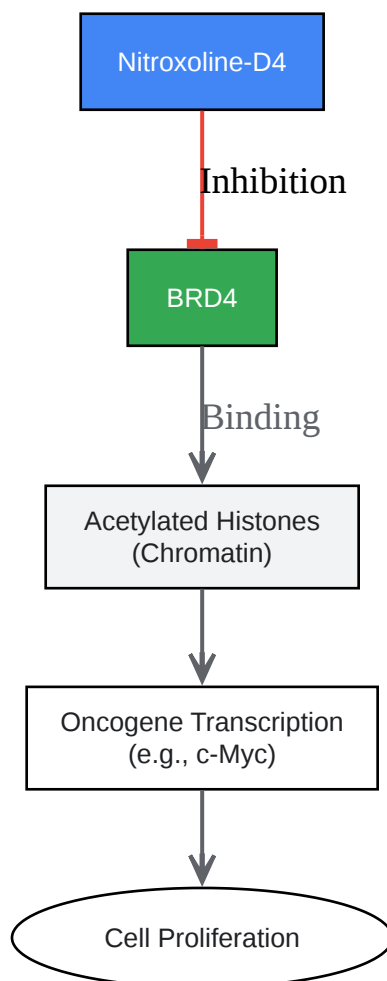 Nitroxoline-D4
Inhibition
BRD4
Binding
Acetylated Histones
(Chromatin)
Oncogene Transcription
(e.g., c-Myc)
Cell Proliferation